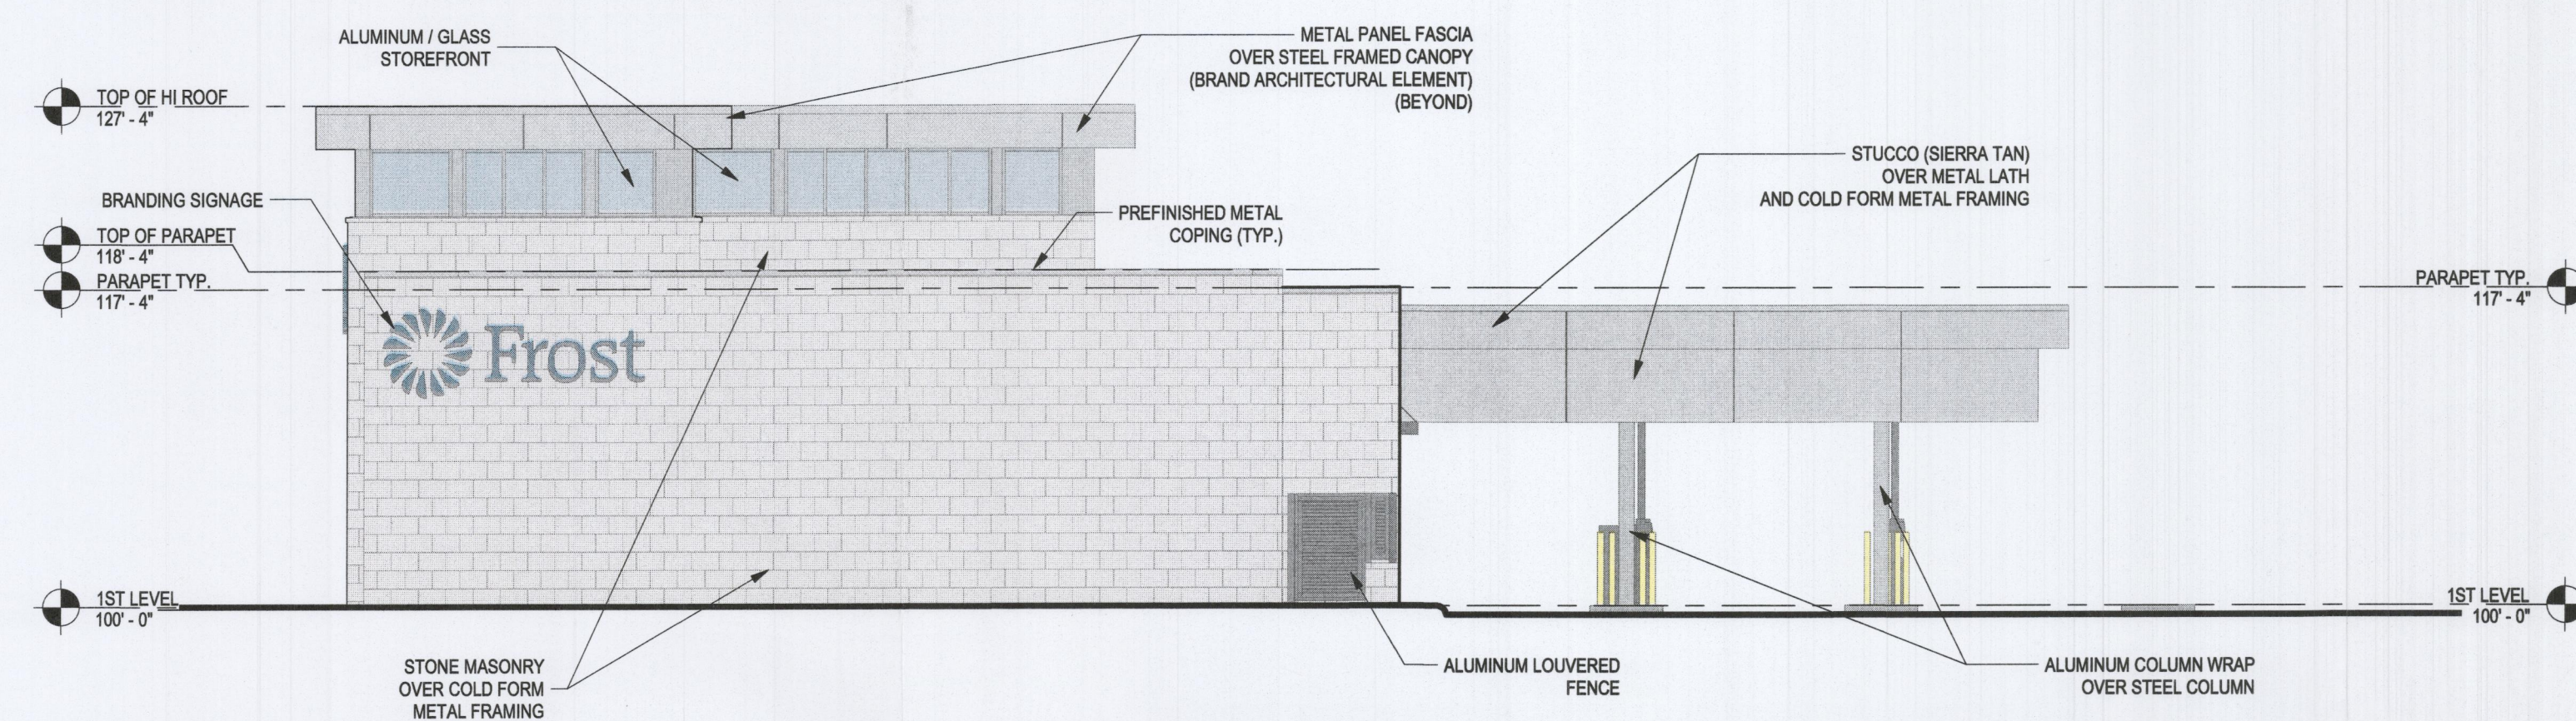 ALUMINUM / GLASS
STOREFRONT
METAL PANEL FASCIA
OVER STEEL FRAMED CANOPY
(BRAND ARCHITECTURAL ELEMENT)
(BEYOND)
TOP OF HI ROOF
127' - 4"
STUCCO (SIERRA TAN)
OVER METAL LATH
AND COLD FORM METAL FRAMING
BRANDING SIGNAGE
PREFINISHED METAL
COPING (TYP.)
TOP OF PARAPET
118' - 4"
PARAPET TYP.
117' - 4"
PARAPET TYP.
117' - 4"
Frost
1ST LEVEL
100' - 0"
1ST LEVEL
100' - 0"
STONE MASONRY
OVER COLD FORM
METAL FRAMING
ALUMINUM LOUVERED
FENCE
ALUMINUM COLUMN WRAP
OVER STEEL COLUMN